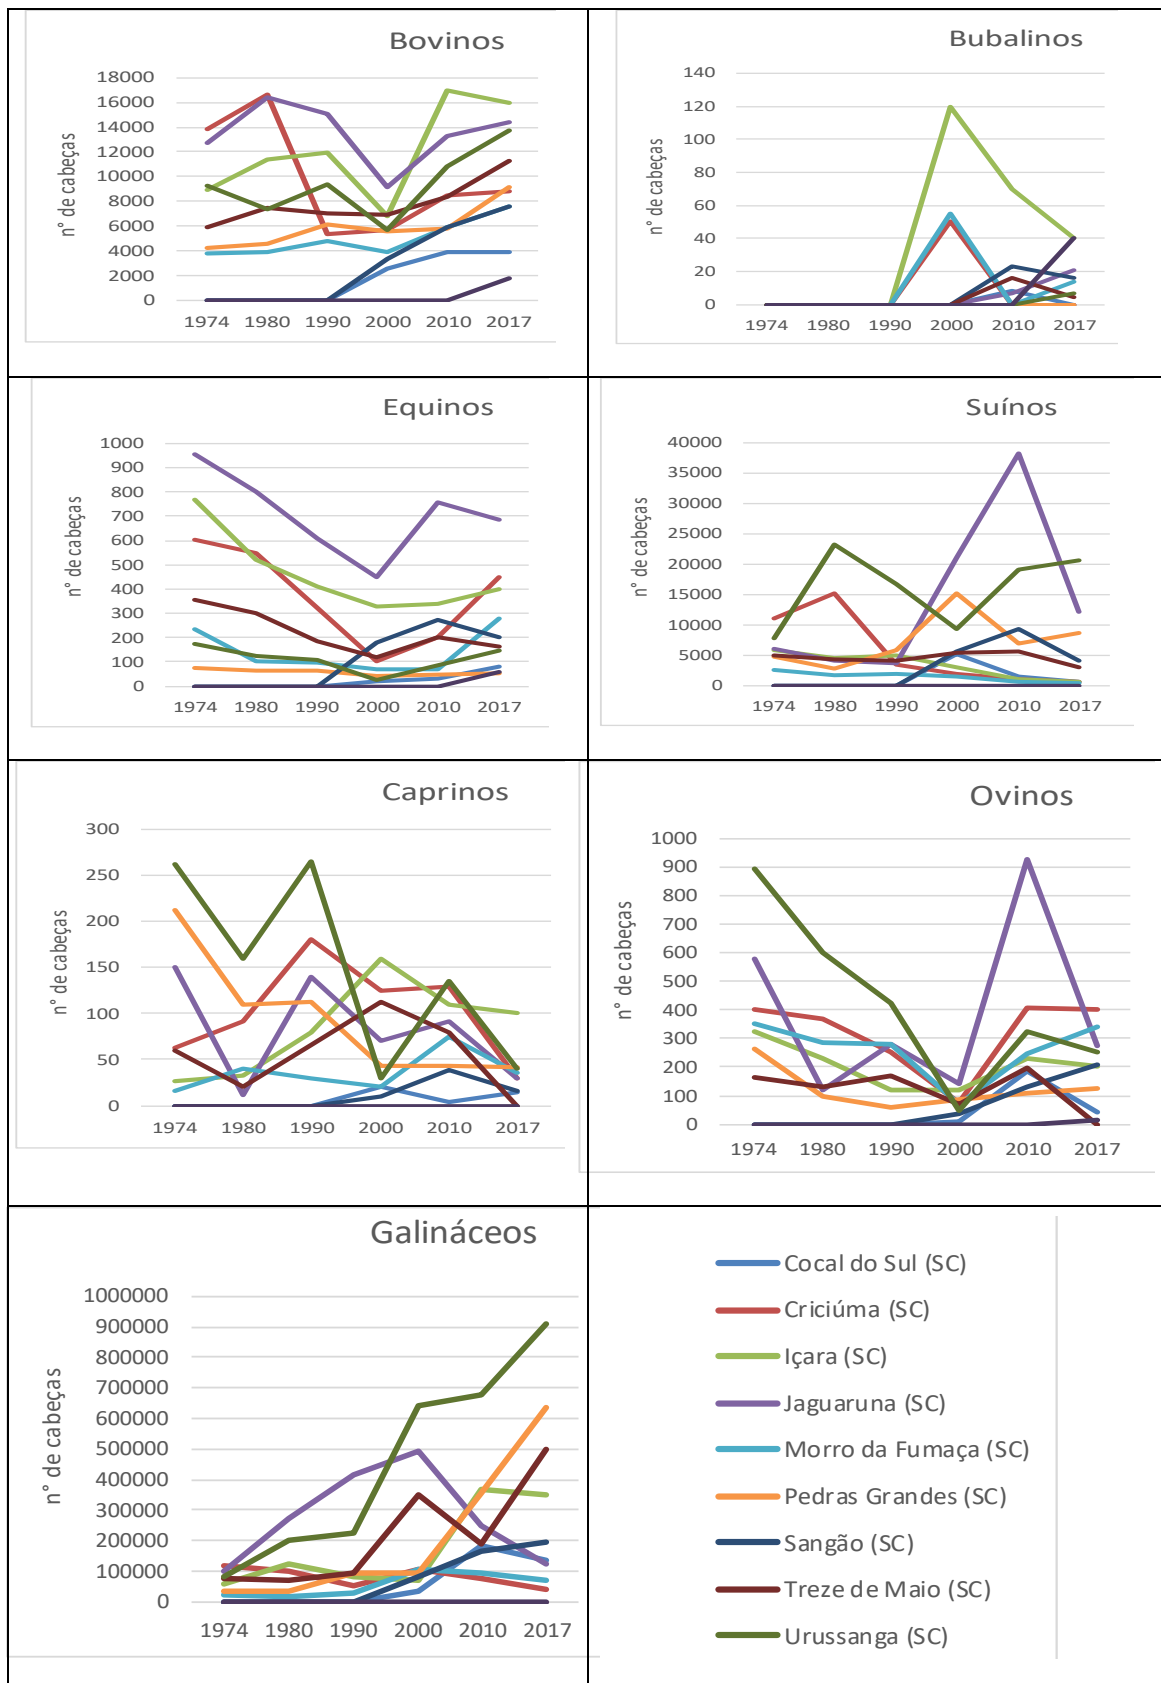 Bovinos
n° de cabeças
18000
16000
14000
12000
10000
8000
6000
4000
2000
0
1974 1980 1990 2000 2010 2017
Bubalinos
n° de cabeças
140
120
100
80
60
40
20
0
1974 1980 1990 2000 2010 2017
Equinos
n° de cabeças
1000
900
800
700
600
500
400
300
200
100
0
1974 1980 1990 2000 2010 2017
Suínos
n° de cabeças
40000
35000
30000
25000
20000
15000
10000
5000
0
1974 1980 1990 2000 2010 2017
Caprinos
n° de cabeças
300
250
200
150
100
50
0
1974 1980 1990 2000 2010 2017
Ovinos
n° de cabeças
1000
900
800
700
600
500
400
300
200
100
0
1974 1980 1990 2000 2010 2017
Galináceos
n° de cabeças
1000000
900000
800000
700000
600000
500000
400000
300000
200000
100000
0
1974 1980 1990 2000 2010 2017
Cocal do Sul (SC)
Criciúma (SC)
Içara (SC)
Jaguaruna (SC)
Morro da Fumaça (SC)
Pedras Grandes (SC)
Sangão (SC)
Treze de Maio (SC)
Urussanga (SC)